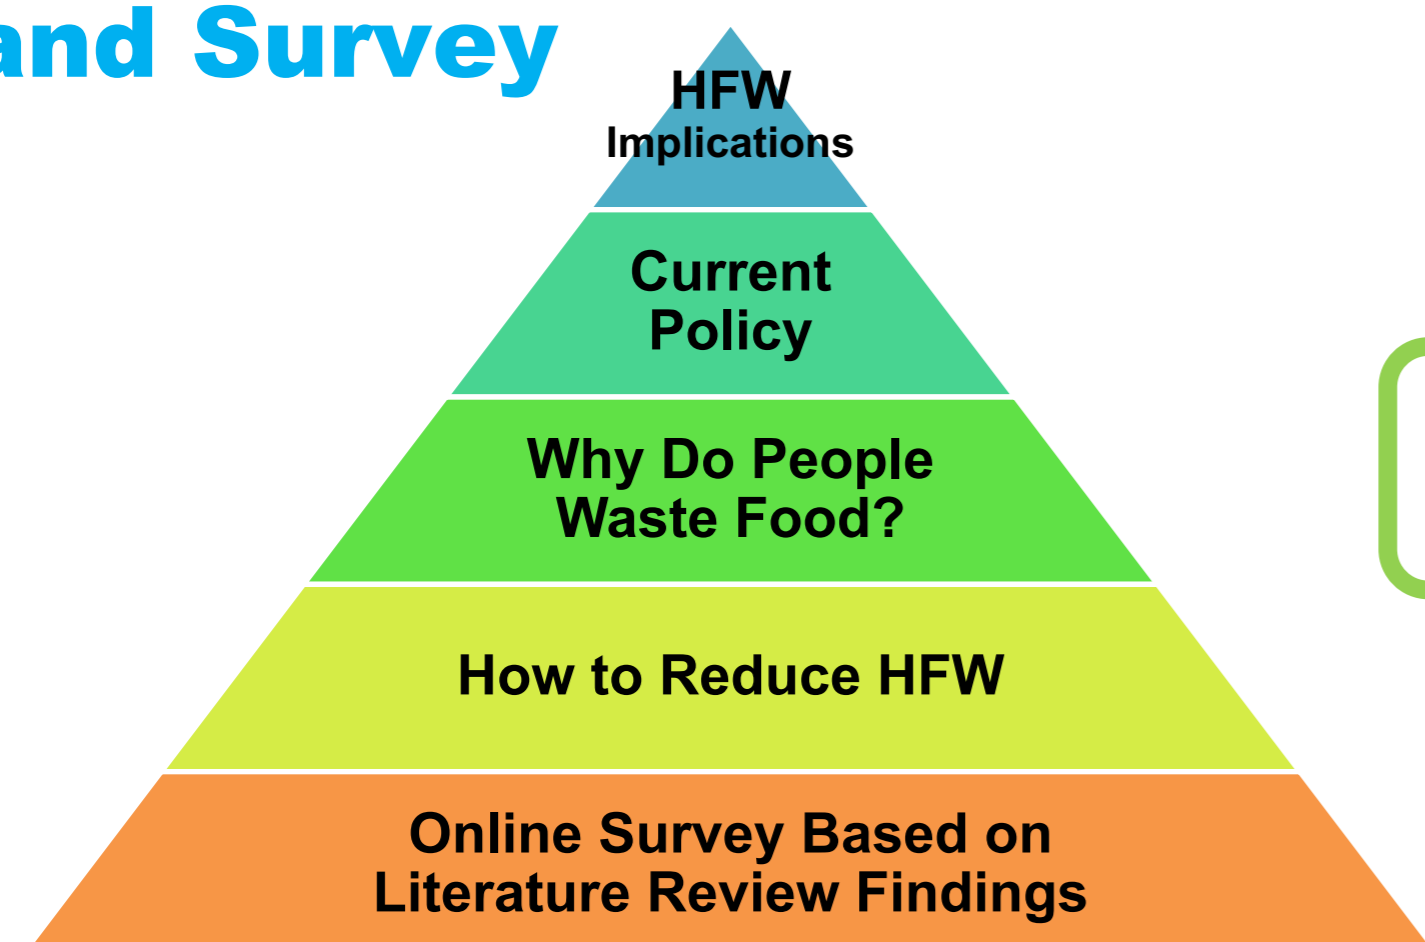 and Survey
HFW
Implications
Current
Policy
Why Do People
Waste Food?
How to Reduce HFW
Online Survey Based on
Literature Review Findings